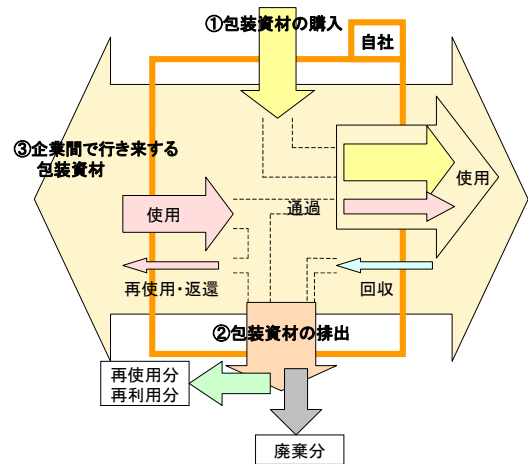 ①包装資材の購入
自社
③企業間で行き来する
包装資材
使用
使用
通過
再使用・返還
回収
②包装資材の排出
再使用分
再利用分
廃棄分